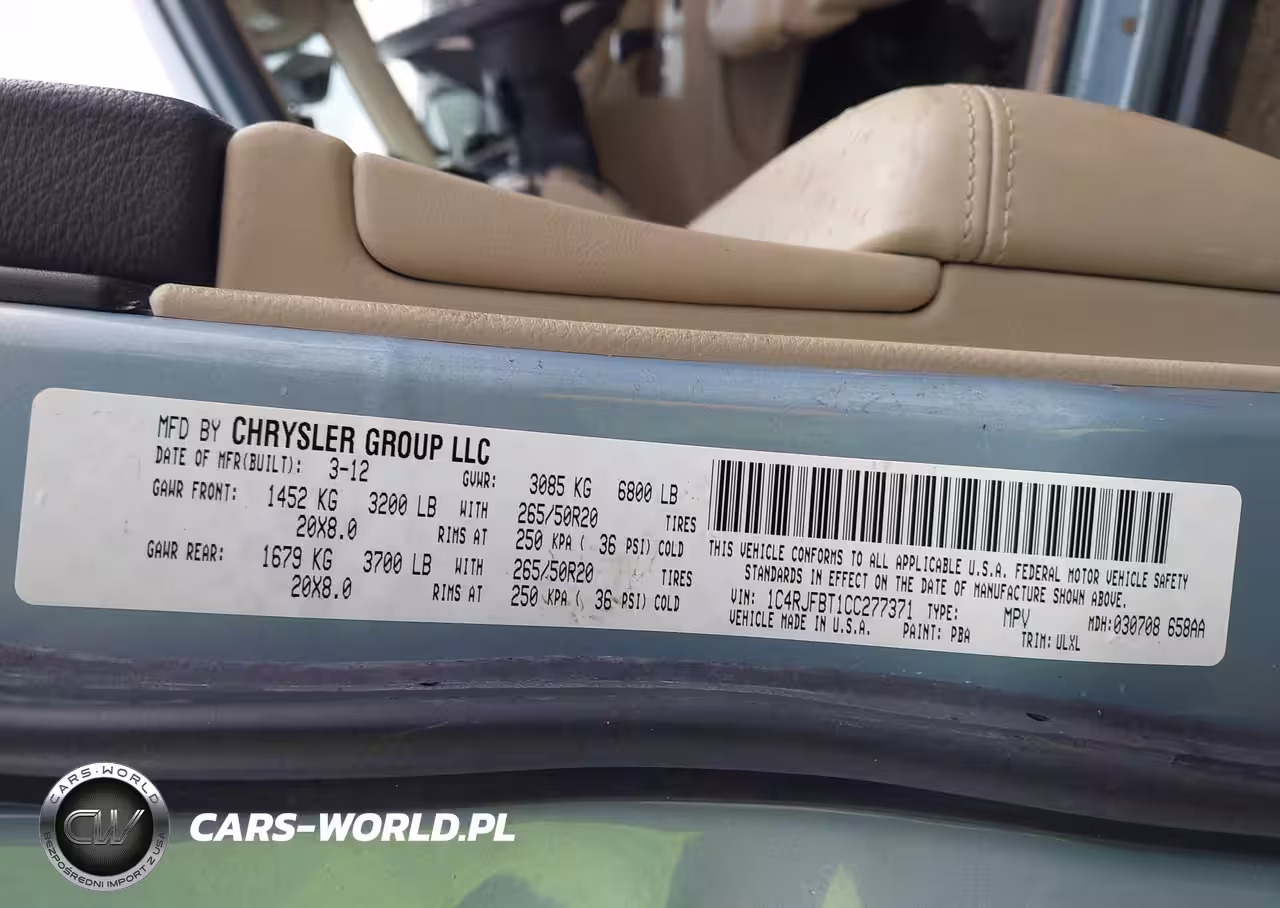 MFD BY CHRYSLER GROUP LLC
DATE OF MFR(BUILT): 3-12 GVWR: 3085 KG 6800 LB
GAWR FRONT: 1452 KG 3200 LB WITH 265/50R20 TIRES
20X8.0 RIMS AT 250 KPA ( 36 PSI) COLD
GAWR REAR: 1679 KG 3700 LB WITH 265/50R20 TIRES
20X8.0 RIMS AT 250 KPA ( 36 PSI) COLD
THIS VEHICLE CONFORMS TO ALL APPLICABLE U.S.A. FEDERAL MOTOR VEHICLE SAFETY
STANDARDS IN EFFECT ON THE DATE OF MANUFACTURE SHOWN ABOVE.
VIN: 1C4RJFBT1CC277371 TYPE: MPV MDH:030708 658AA
VEHICLE MADE IN U.S.A. PAINT: PBA TRIM: ULXL
CARS-WORLD
CW
BEZPOŚREDNI IMPORT Z USA
CARS-WORLD.PL